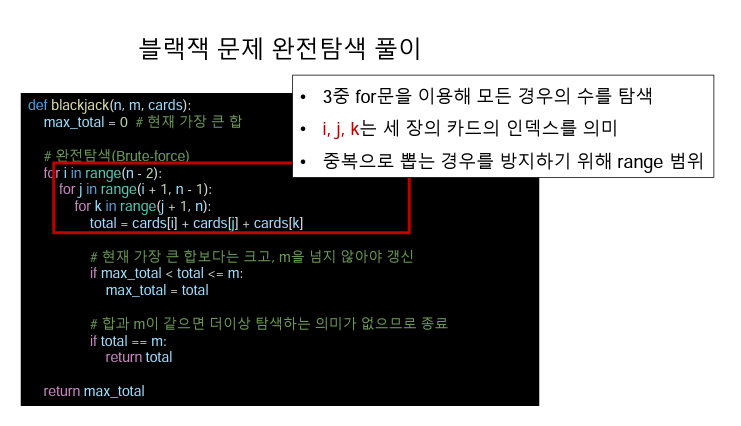 블랙잭 문제 완전탐색 풀이
• 3중 for문을 이용해 모든 경우의 수를 탐색
• i, j, k는 세 장의 카드의 인덱스를 의미
• 중복으로 뽑는 경우를 방지하기 위해 range 범위
def blackjack(n, m, cards):
max_total = 0 # 현재 가장 큰 합
# 완전탐색(Brute-force)
for i in range(n - 2):
for j in range(i + 1, n - 1):
for k in range(j + 1, n):
total = cards[i] + cards[j] + cards[k]
# 현재 가장 큰 합보다는 크고, m을 넘지 않아야 갱신
if max_total < total <= m:
max_total = total
# 합과 m이 같으면 더이상 탐색하는 의미가 없으므로 종료
if total == m:
return total
return max_total